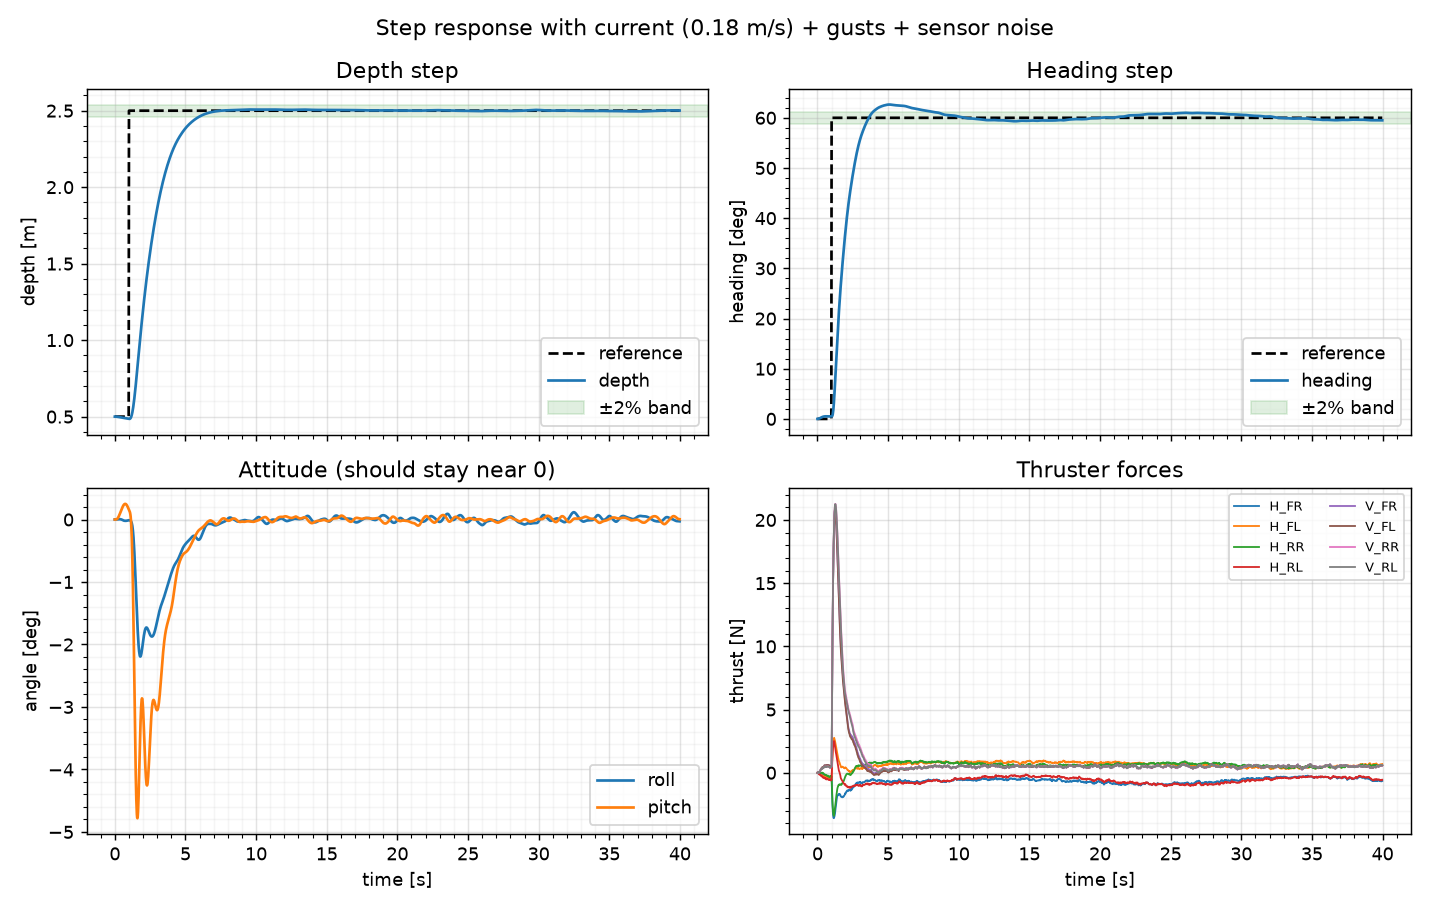 Step response with current (0.18 m/s) + gusts + sensor noise
Depth step
depth [m]
2.5
2.0
1.5
1.0
0.5
reference
depth
±2% band
Heading step
heading [deg]
60
50
40
30
20
10
0
reference
heading
±2% band
Attitude (should stay near 0)
angle [deg]
0
−1
−2
−3
−4
−5
roll
pitch
0 5 10 15 20 25 30 35 40
time [s]
Thruster forces
thrust [N]
20
15
10
5
0
H_FR V_FR
H_FL V_FL
H_RR V_RR
H_RL V_RL
0 5 10 15 20 25 30 35 40
time [s]